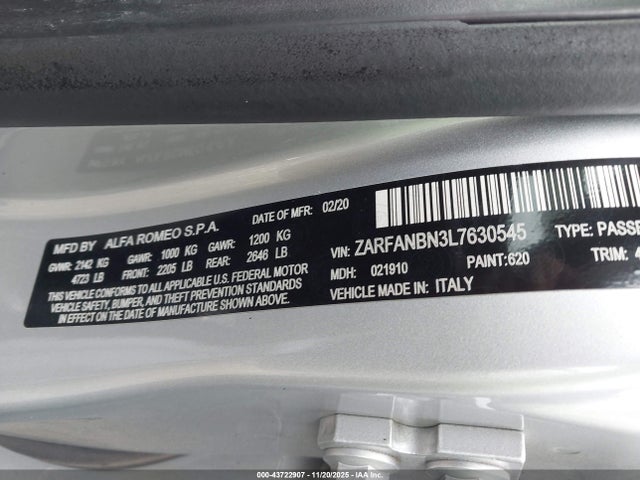 MFD BY ALFA ROMEO S.P.A. DATE OF MFR: 02/20
GVWR: 2142 KG GAWR: 1000 KG GAWR: 1200 KG
4723 LB FRONT: 2205 LB REAR: 2646 LB
THIS VEHICLE CONFORMS TO ALL APPLICABLE U.S. FEDERAL MOTOR
VEHICLE SAFETY, BUMPER, AND THEFT PREVENTION STANDARDS
IN EFFECT ON THE DATE OF MANUFACTURE SHOWN ABOVE.
VIN: ZARFANBN3L7630545 TYPE: PASSE
MDH: 021910 PAINT:620 TRIM: 4
VEHICLE MADE IN: ITALY
000-43722907 - 11/20/2025 - IAAI.COM